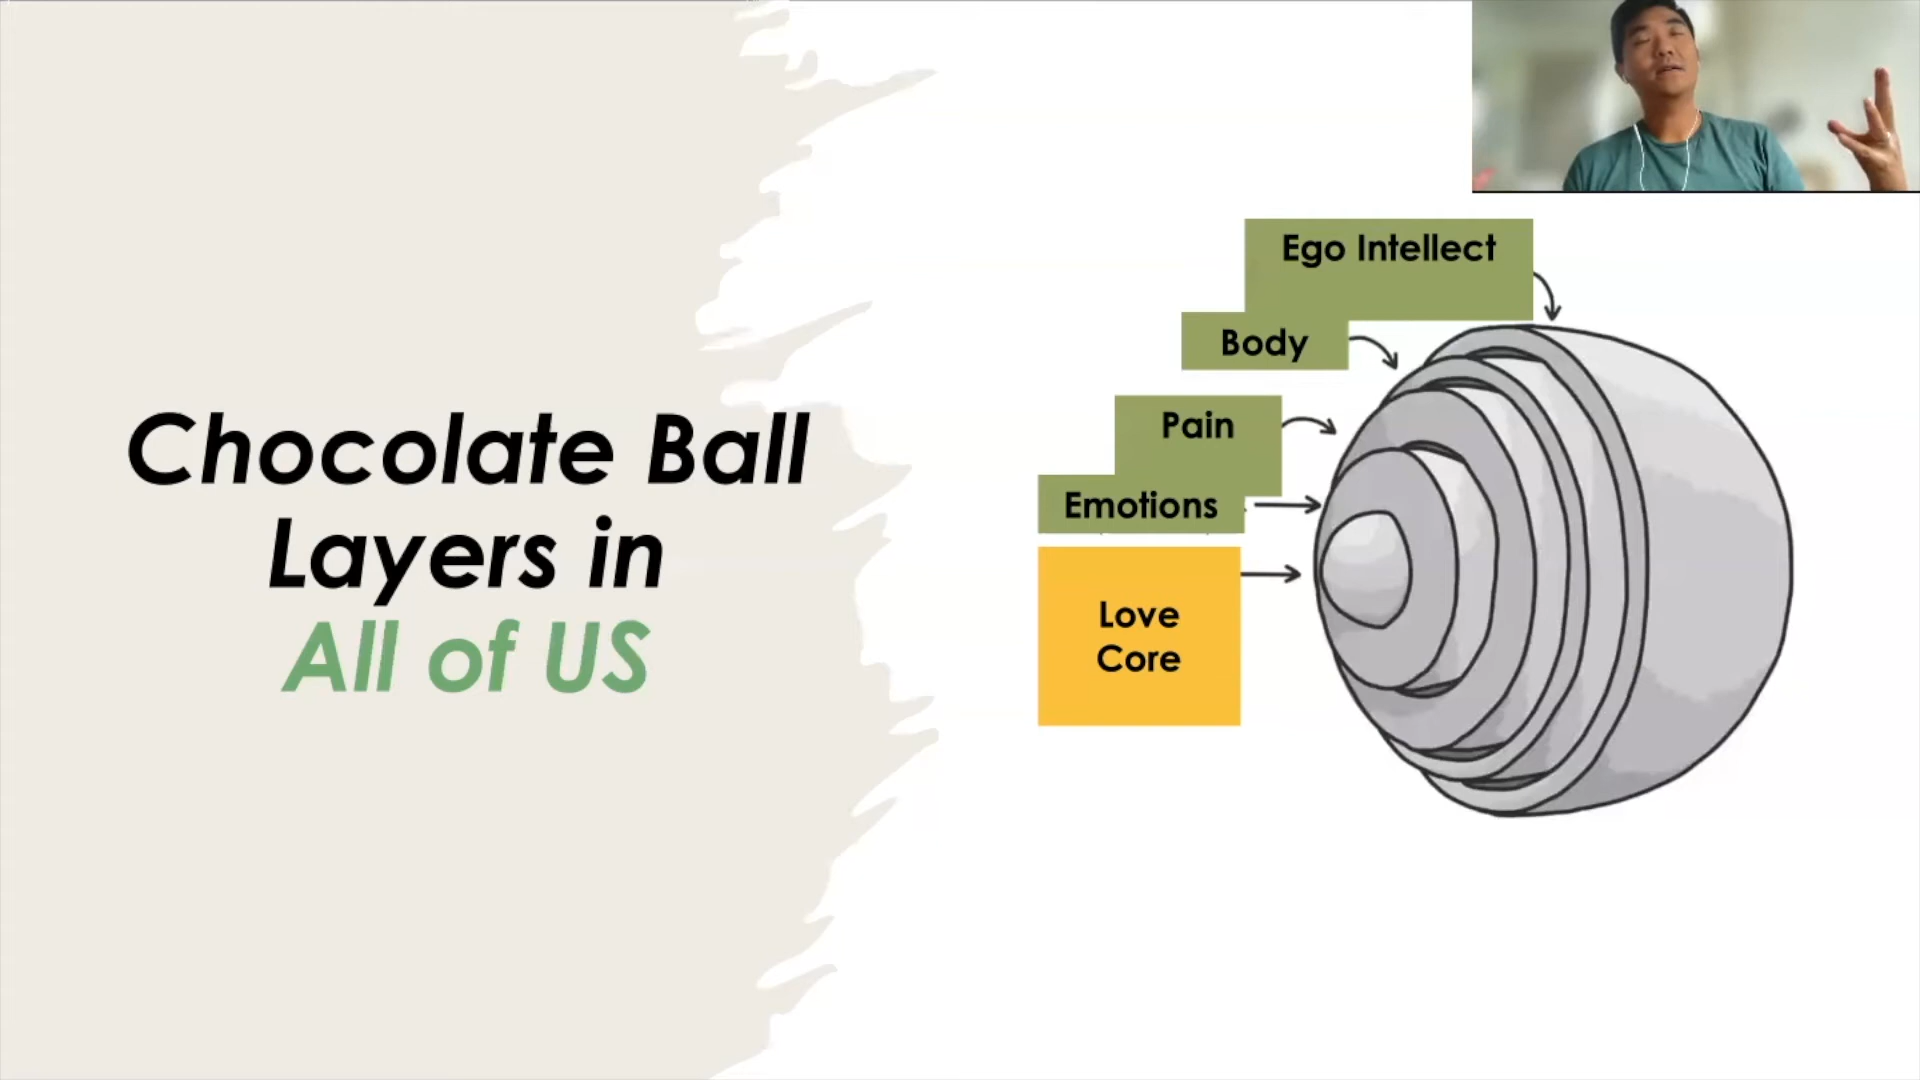 Chocolate Ball
Layers in
All of US
Ego Intellect
Body
Pain
Emotions
Love
Core